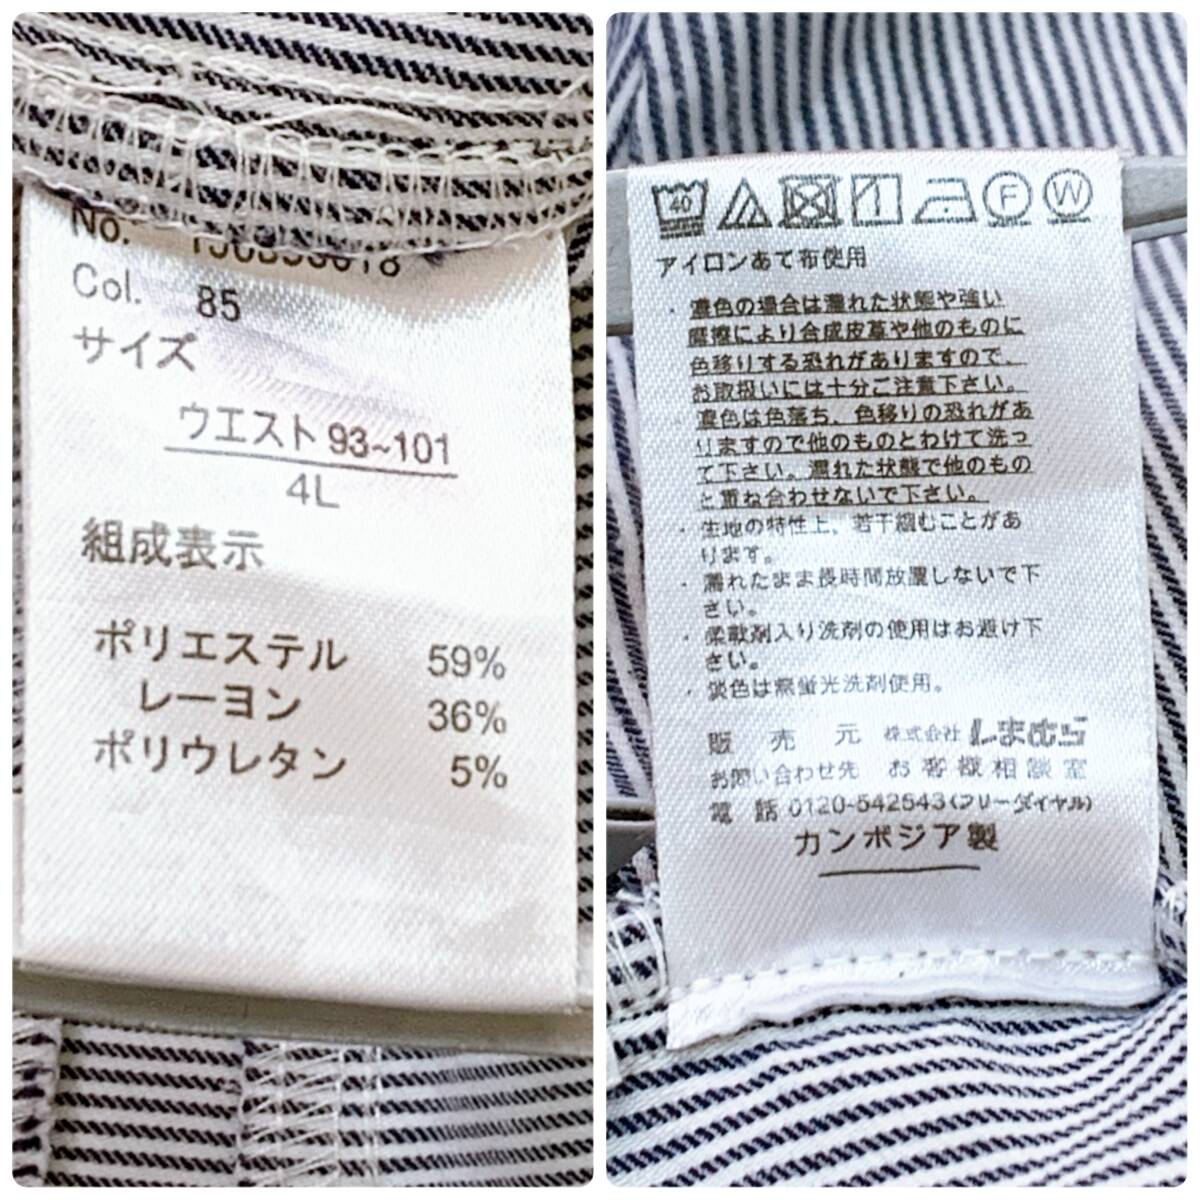 No.
Col. 85
サイズ
ウエスト 93~101
4L
組成表示
ポリエステル 59%
レーヨン 36%
ポリウレタン 5%
40 F W
アイロンあて布使用
・濃色の場合は濡れた状態や強い
摩擦により合成皮革や他のものに
色移りする恐れがありますので、
お取扱いには十分ご注意下さい。
・濃色は色落ち、色移りの恐れがあ
りますので他のものとわけて洗っ
て下さい。濡れた状態で他のもの
と重ね合わせないで下さい。
・生地の特性上、若干縮むことがあ
ります。
・濡れたまま長時間放置しないで下
さい。
・柔軟剤入り洗剤の使用はお避け下
さい。
・淡色は無蛍光洗剤使用。
販売元 株式会社 しまむら
お問い合わせ先 お客様相談室
電話 0120-542543(フリーダイヤル)
カンボジア製